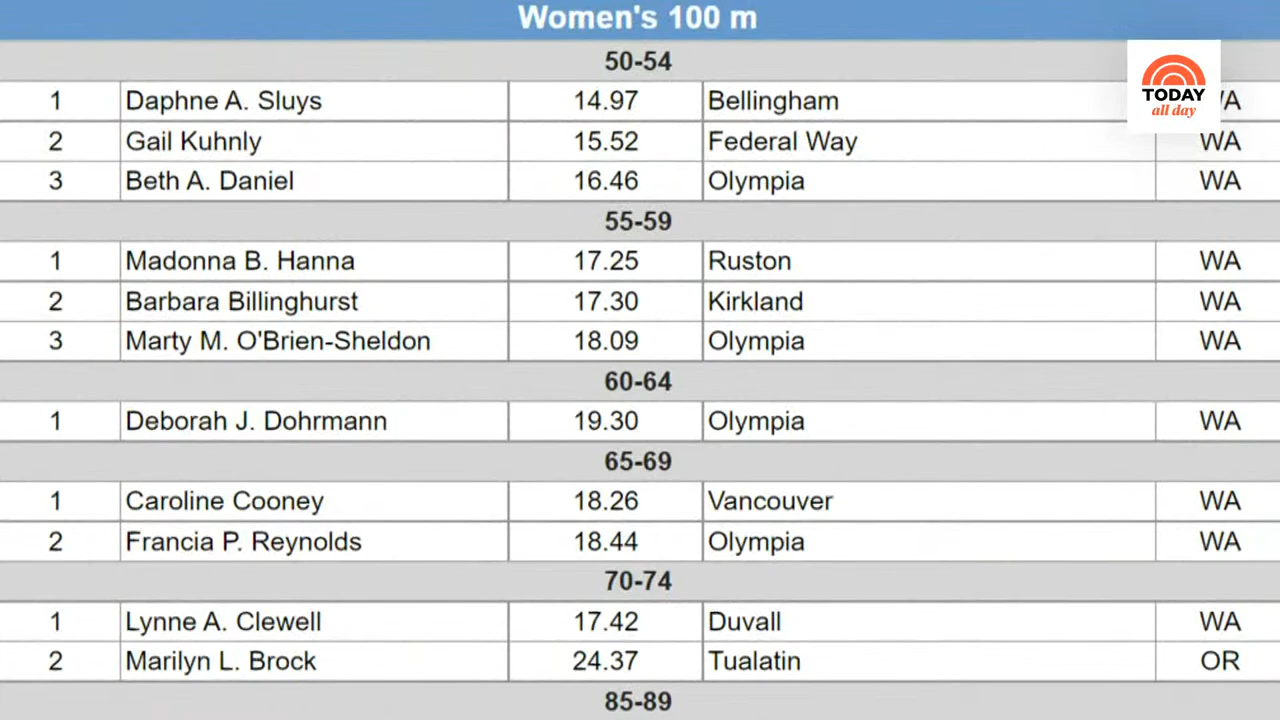 Women's 100 m
50-54
1 Daphne A. Sluys 14.97 Bellingham
TODAY
all day
2 Gail Kuhnly 15.52 Federal Way WA
3 Beth A. Daniel 16.46 Olympia WA
55-59
1 Madonna B. Hanna 17.25 Ruston WA
2 Barbara Billinghurst 17.30 Kirkland WA
3 Marty M. O'Brien-Sheldon 18.09 Olympia WA
60-64
1 Deborah J. Dohrmann 19.30 Olympia WA
65-69
1 Caroline Cooney 18.26 Vancouver WA
2 Francia P. Reynolds 18.44 Olympia WA
70-74
1 Lynne A. Clewell 17.42 Duvall WA
2 Marilyn L. Brock 24.37 Tualatin OR
85-89